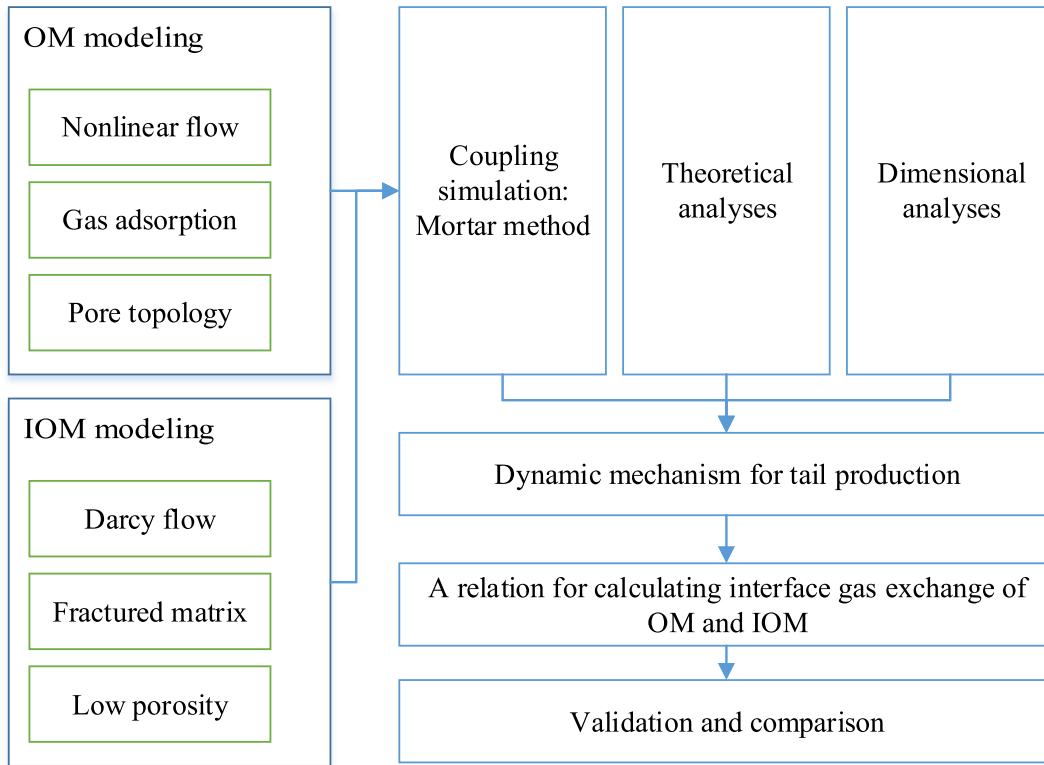 OM modeling
Nonlinear flow
Gas adsorption
Pore topology
IOM modeling
Darcy flow
Fractured matrix
Low porosity
Coupling
simulation:
Mortar method
Theoretical
analyses
Dimensional
analyses
Dynamic mechanism for tail production
A relation for calculating interface gas exchange of
OM and IOM
Validation and comparison